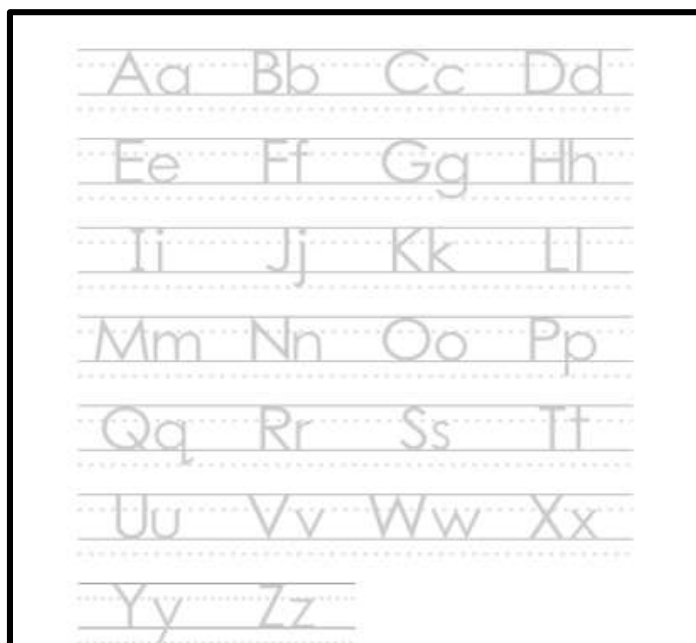 Aa Bb Cc Dd
Ee Ff Gg Hh
Ii Jj Kk Ll
Mm Nn Oo Pp
Qq Rr Ss Tt
Uu Vv Ww Xx
Yy Zz